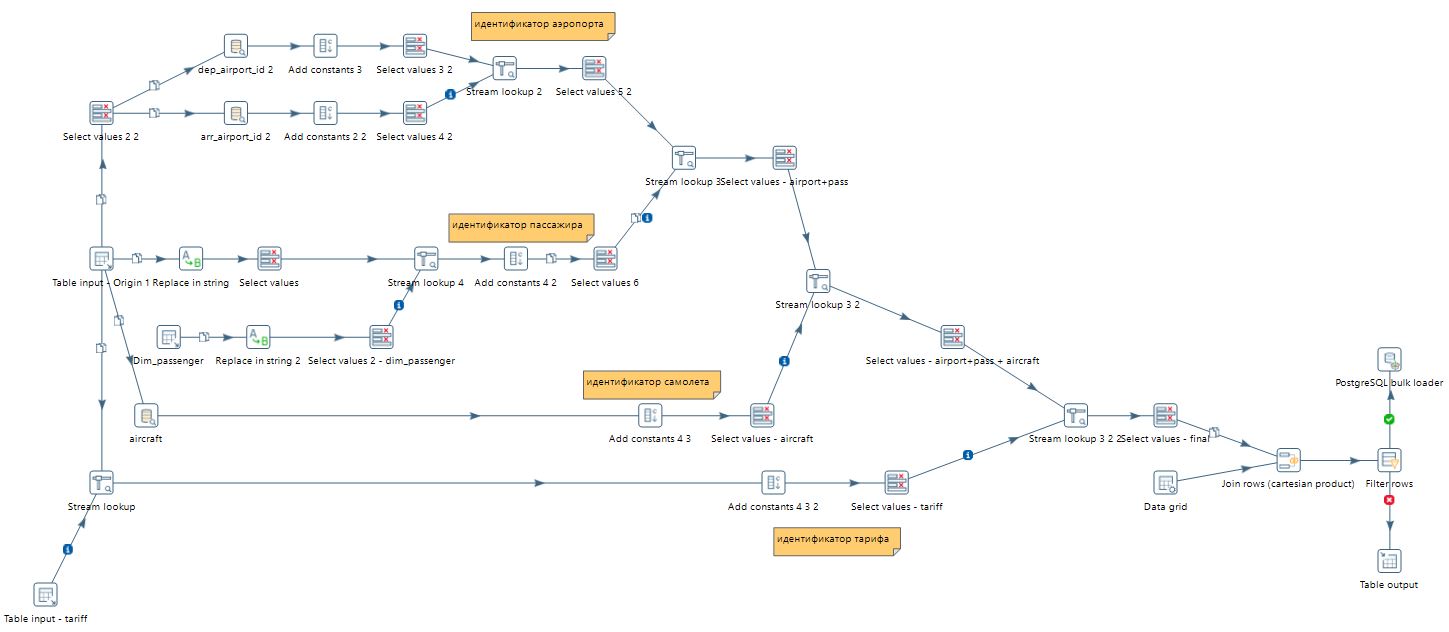 идентификатор аэропорта
dep_airport_id 2
Add constants 3
Select values 3 2
Stream lookup 2
Select values 5 2
Select values 2 2
arr_airport_id 2
Add constants 2 2
Select values 4 2
Stream lookup 3
Select values - airport+pass
идентификатор пассажира
Table input - Origin 1
Replace in string
Select values
Stream lookup 4
Add constants 4 2
Select values 6
Stream lookup 3 2
Dim_passenger
Replace in string 2
Select values 2 - dim_passenger
Select values - airport+pass + aircraft
идентификатор самолета
PostgreSQL bulk loader
aircraft
Add constants 4 3
Select values - aircraft
Stream lookup 3 2 2
Select values - final
Join rows (cartesian product)
Filter rows
Stream lookup
Add constants 4 3 2
Select values - tariff
Data grid
идентификатор тарифа
Table output
Table input - tariff